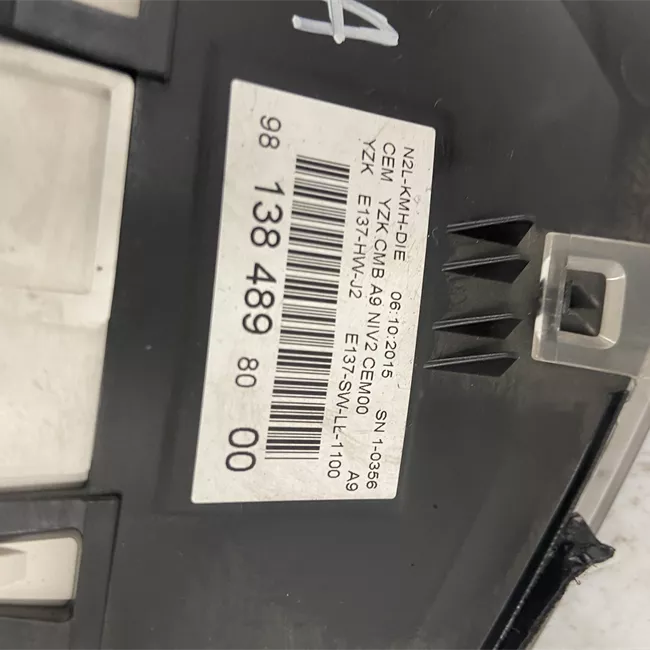 A
N2L-KMH-DIE 06:10:2015 SN 1-0356
CEM YZK CMB A9 NIV2 CEM00 A9
YZK E137-HW-J2 E137-SW-LL-1100
98 138 489 80 00